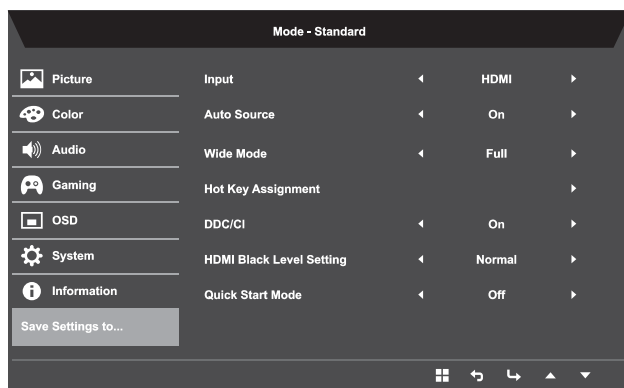 Mode - Standard
Picture
Input HDMI
Color
Auto Source On
Audio
Wide Mode Full
Gaming
Hot Key Assignment
OSD
DDC/CI On
System
HDMI Black Level Setting Normal
Information
Quick Start Mode Off
Save Settings to...